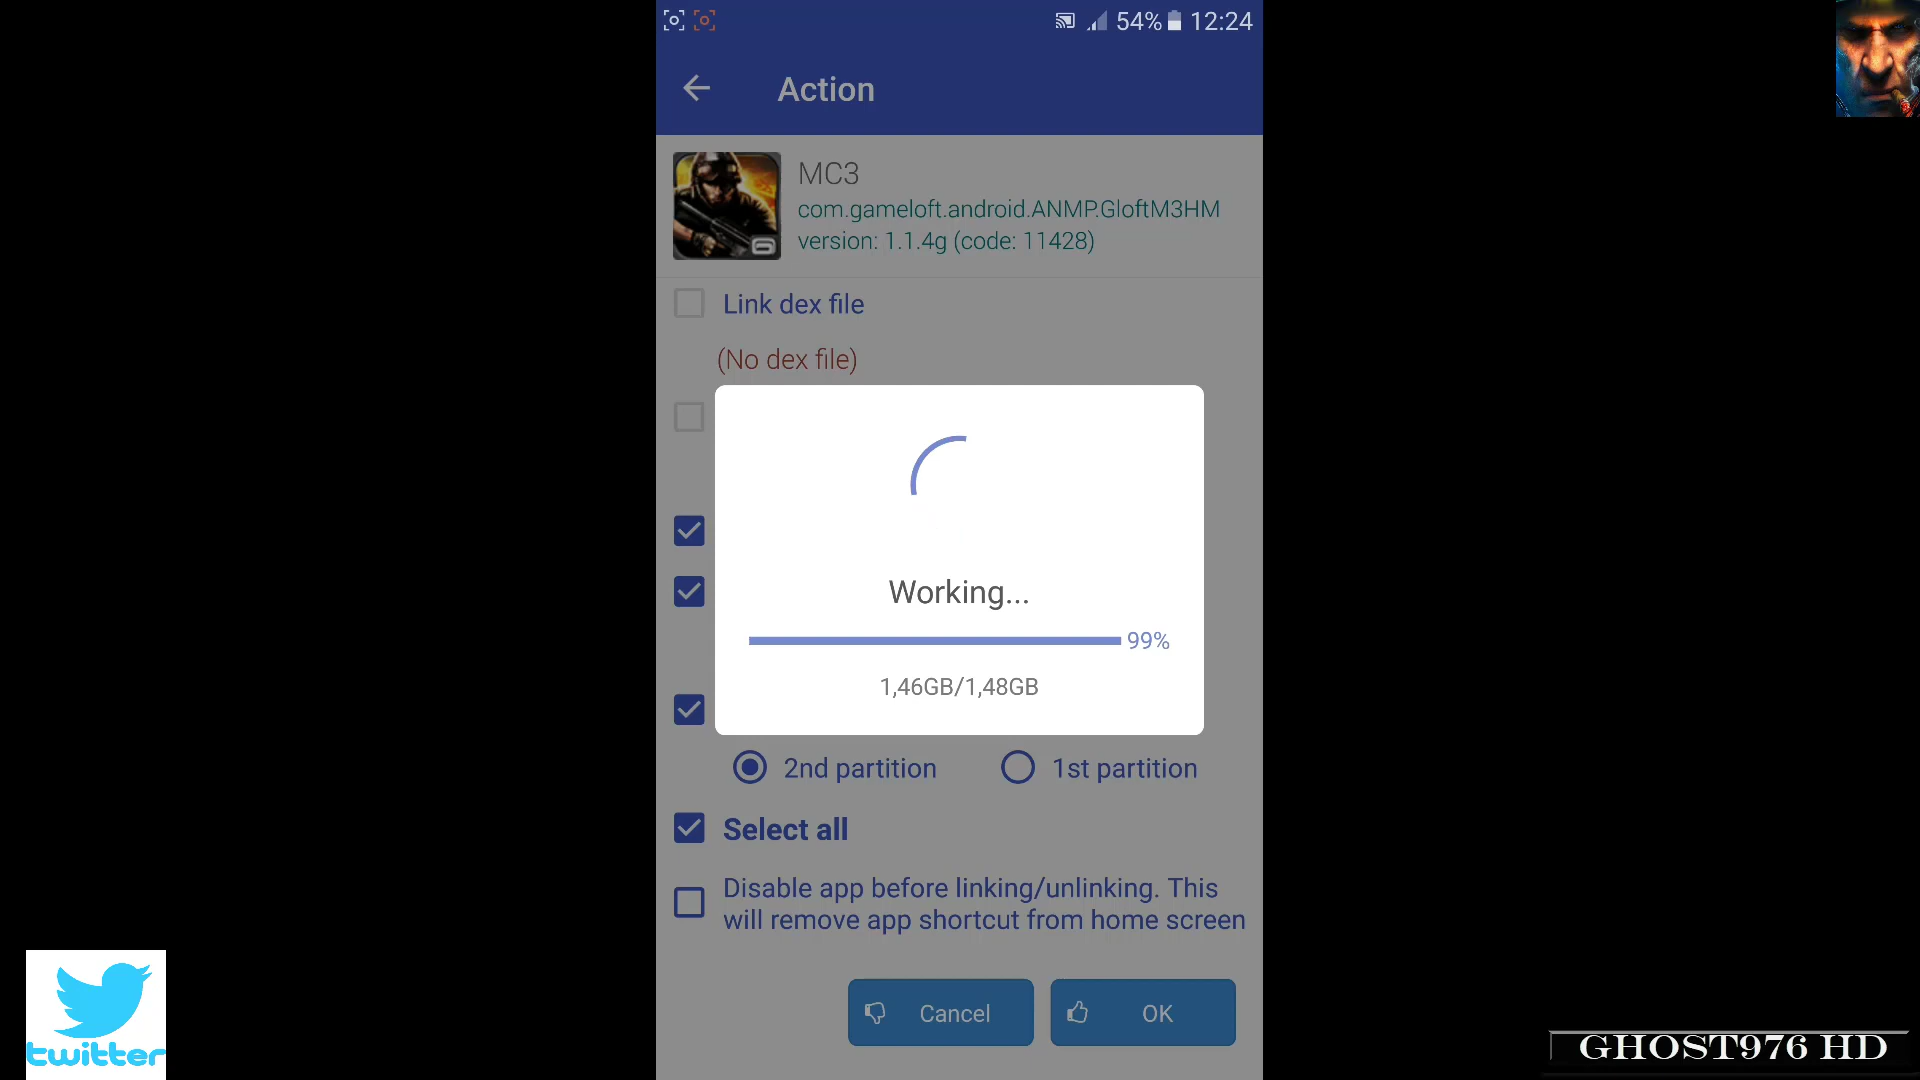 54% 12:24
Action
MC3
com.gameloft.android.ANMP.GloftM3HM
version: 1.1.4g (code: 11428)
Link dex file
(No dex file)
Working...
99%
1,46GB/1,48GB
2nd partition 1st partition
Select all
Disable app before linking/unlinking. This
will remove app shortcut from home screen
Cancel OK
twitter
GHOST976 HD